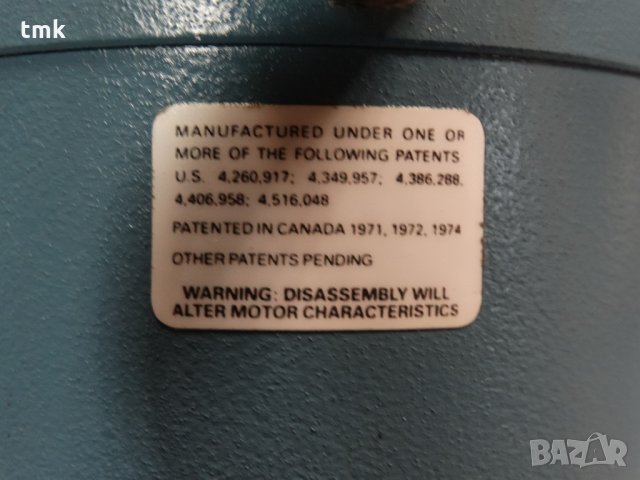 tmk
MANUFACTURED UNDER ONE OR
MORE OF THE FOLLOWING PATENTS
U.S. 4,260,917; 4,349,957; 4,386,288,
4,406,958; 4,516,048
PATENTED IN CANADA 1971, 1972, 1974
OTHER PATENTS PENDING
WARNING: DISASSEMBLY WILL
ALTER MOTOR CHARACTERISTICS
BAZAR